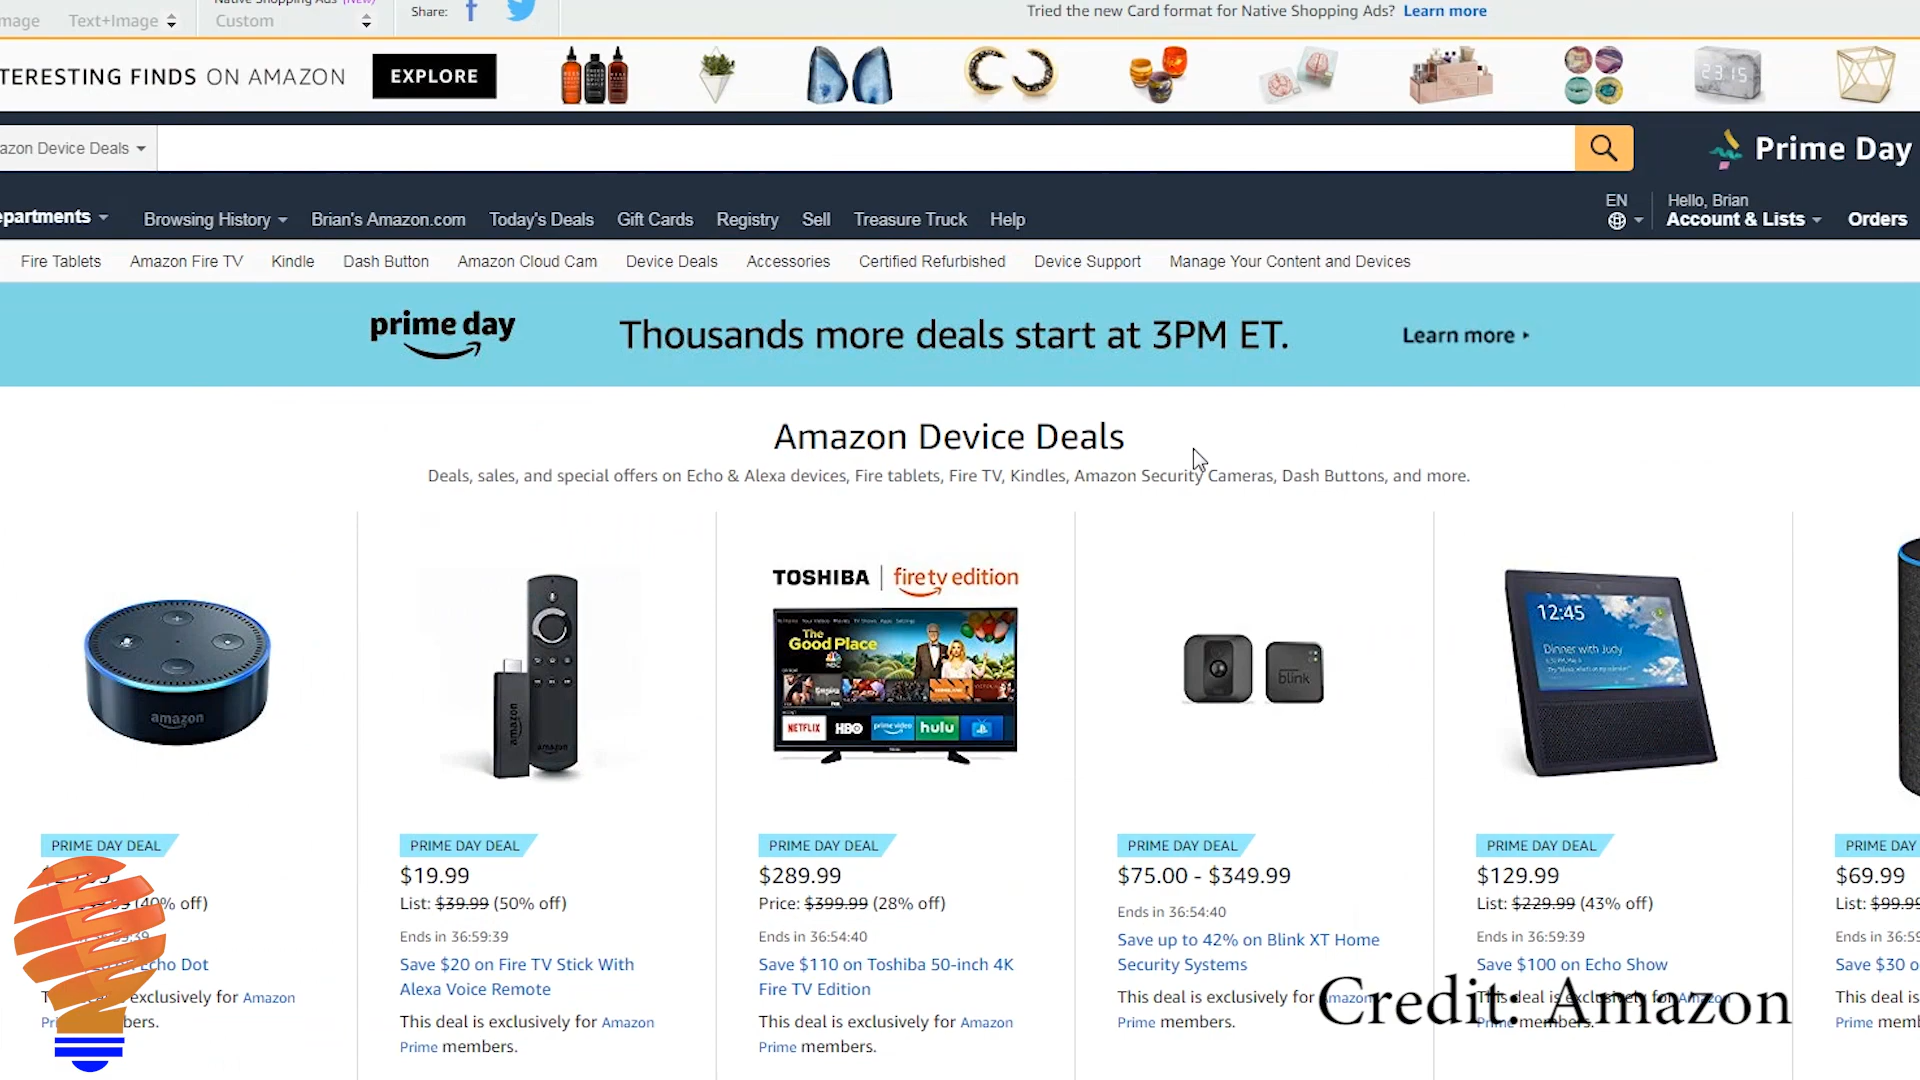 Native Shopping Ads (New)
Text+Image
Custom
Share:
Tried the new Card format for Native Shopping Ads? Learn more
TERESTING FINDS ON AMAZON
EXPLORE
23:15
azon Device Deals
Prime Day
epartments
Browsing History
Brian's Amazon.com
Today's Deals
Gift Cards
Registry
Sell
Treasure Truck
Help
EN
Hello, Brian
Account & Lists
Orders
Fire Tablets
Amazon Fire TV
Kindle
Dash Button
Amazon Cloud Cam
Device Deals
Accessories
Certified Refurbished
Device Support
Manage Your Content and Devices
prime day
Thousands more deals start at 3PM ET.
Learn more
Amazon Device Deals
Deals, sales, and special offers on Echo & Alexa devices, Fire tablets, Fire TV, Kindles, Amazon Security Cameras, Dash Buttons, and more.
amazon
PRIME DAY DEAL
(40% off)
Echo Dot
exclusively for Amazon
amazon
amazon
PRIME DAY DEAL
$19.99
List: $39.99 (50% off)
Ends in 36:59:39
Save $20 on Fire TV Stick With
Alexa Voice Remote
This deal is exclusively for Amazon
Prime members.
TOSHIBA | fire tv edition
The
Good Place
NBC
NETFLIX
HBO
prime video
hulu
PRIME DAY DEAL
$289.99
Price: $399.99 (28% off)
Ends in 36:54:40
Save $110 on Toshiba 50-inch 4K
Fire TV Edition
This deal is exclusively for Amazon
Prime members.
blink
PRIME DAY DEAL
$75.00 - $349.99
Ends in 36:54:40
Save up to 42% on Blink XT Home
Security Systems
This deal is exclusively for Amazon
Prime members.
12:45
Dinner with Judy
PRIME DAY DEAL
$129.99
List: $229.99 (43% off)
Ends in 36:59:39
Save $100 on Echo Show
This deal is exclusively for Amazon
Prime members.
PRIME DAY
$69.99
List: $99.99
Ends in 36:59
Save $30 o
This deal is
Prime memb
Credit: Amazon